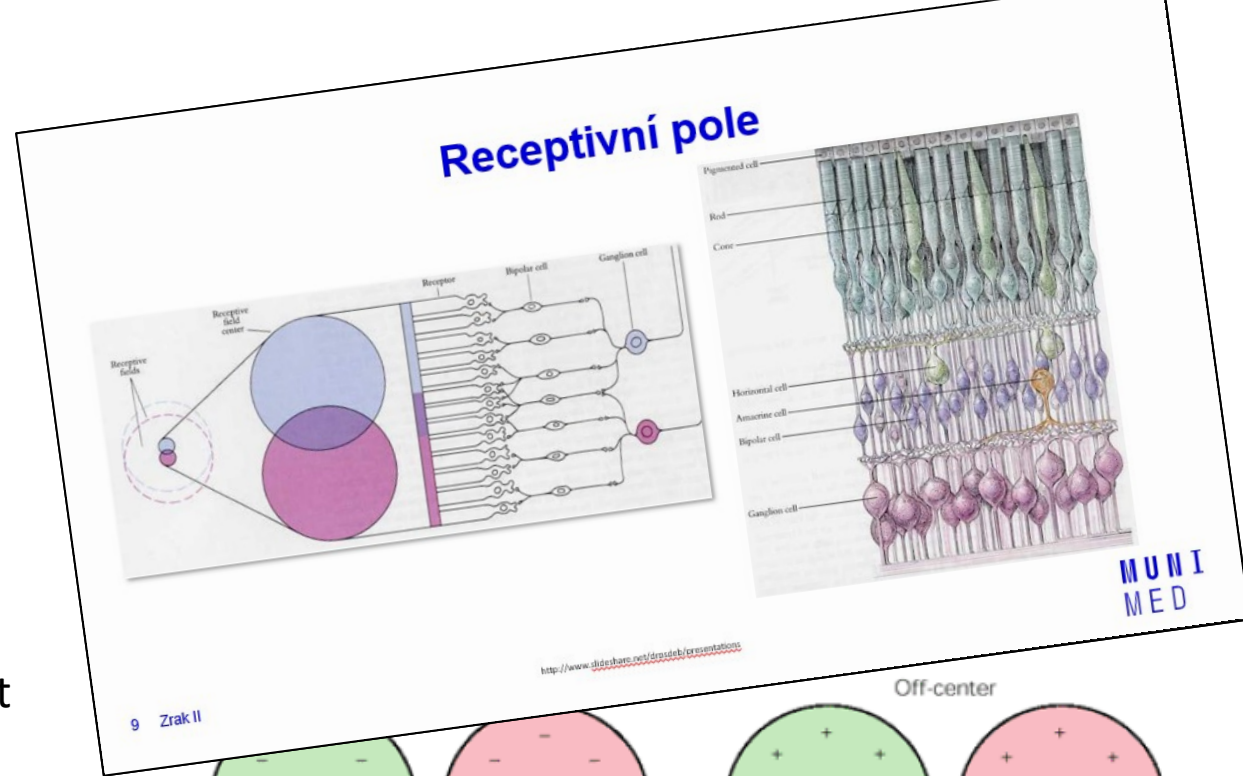 Receptivní pole
Receptive
fields
Receptive
field
center
Receptor
Bipolar cell
Ganglion cell
Pigmented cell
Rod
Cone
Horizontal cell
Amacrine cell
Bipolar cell
Ganglion cell
MUNI
MED
http://www.slideshare.net/drpsdeb/presentations
9 Zrak II
t
Off-center
− − − − −
+ + + + + +